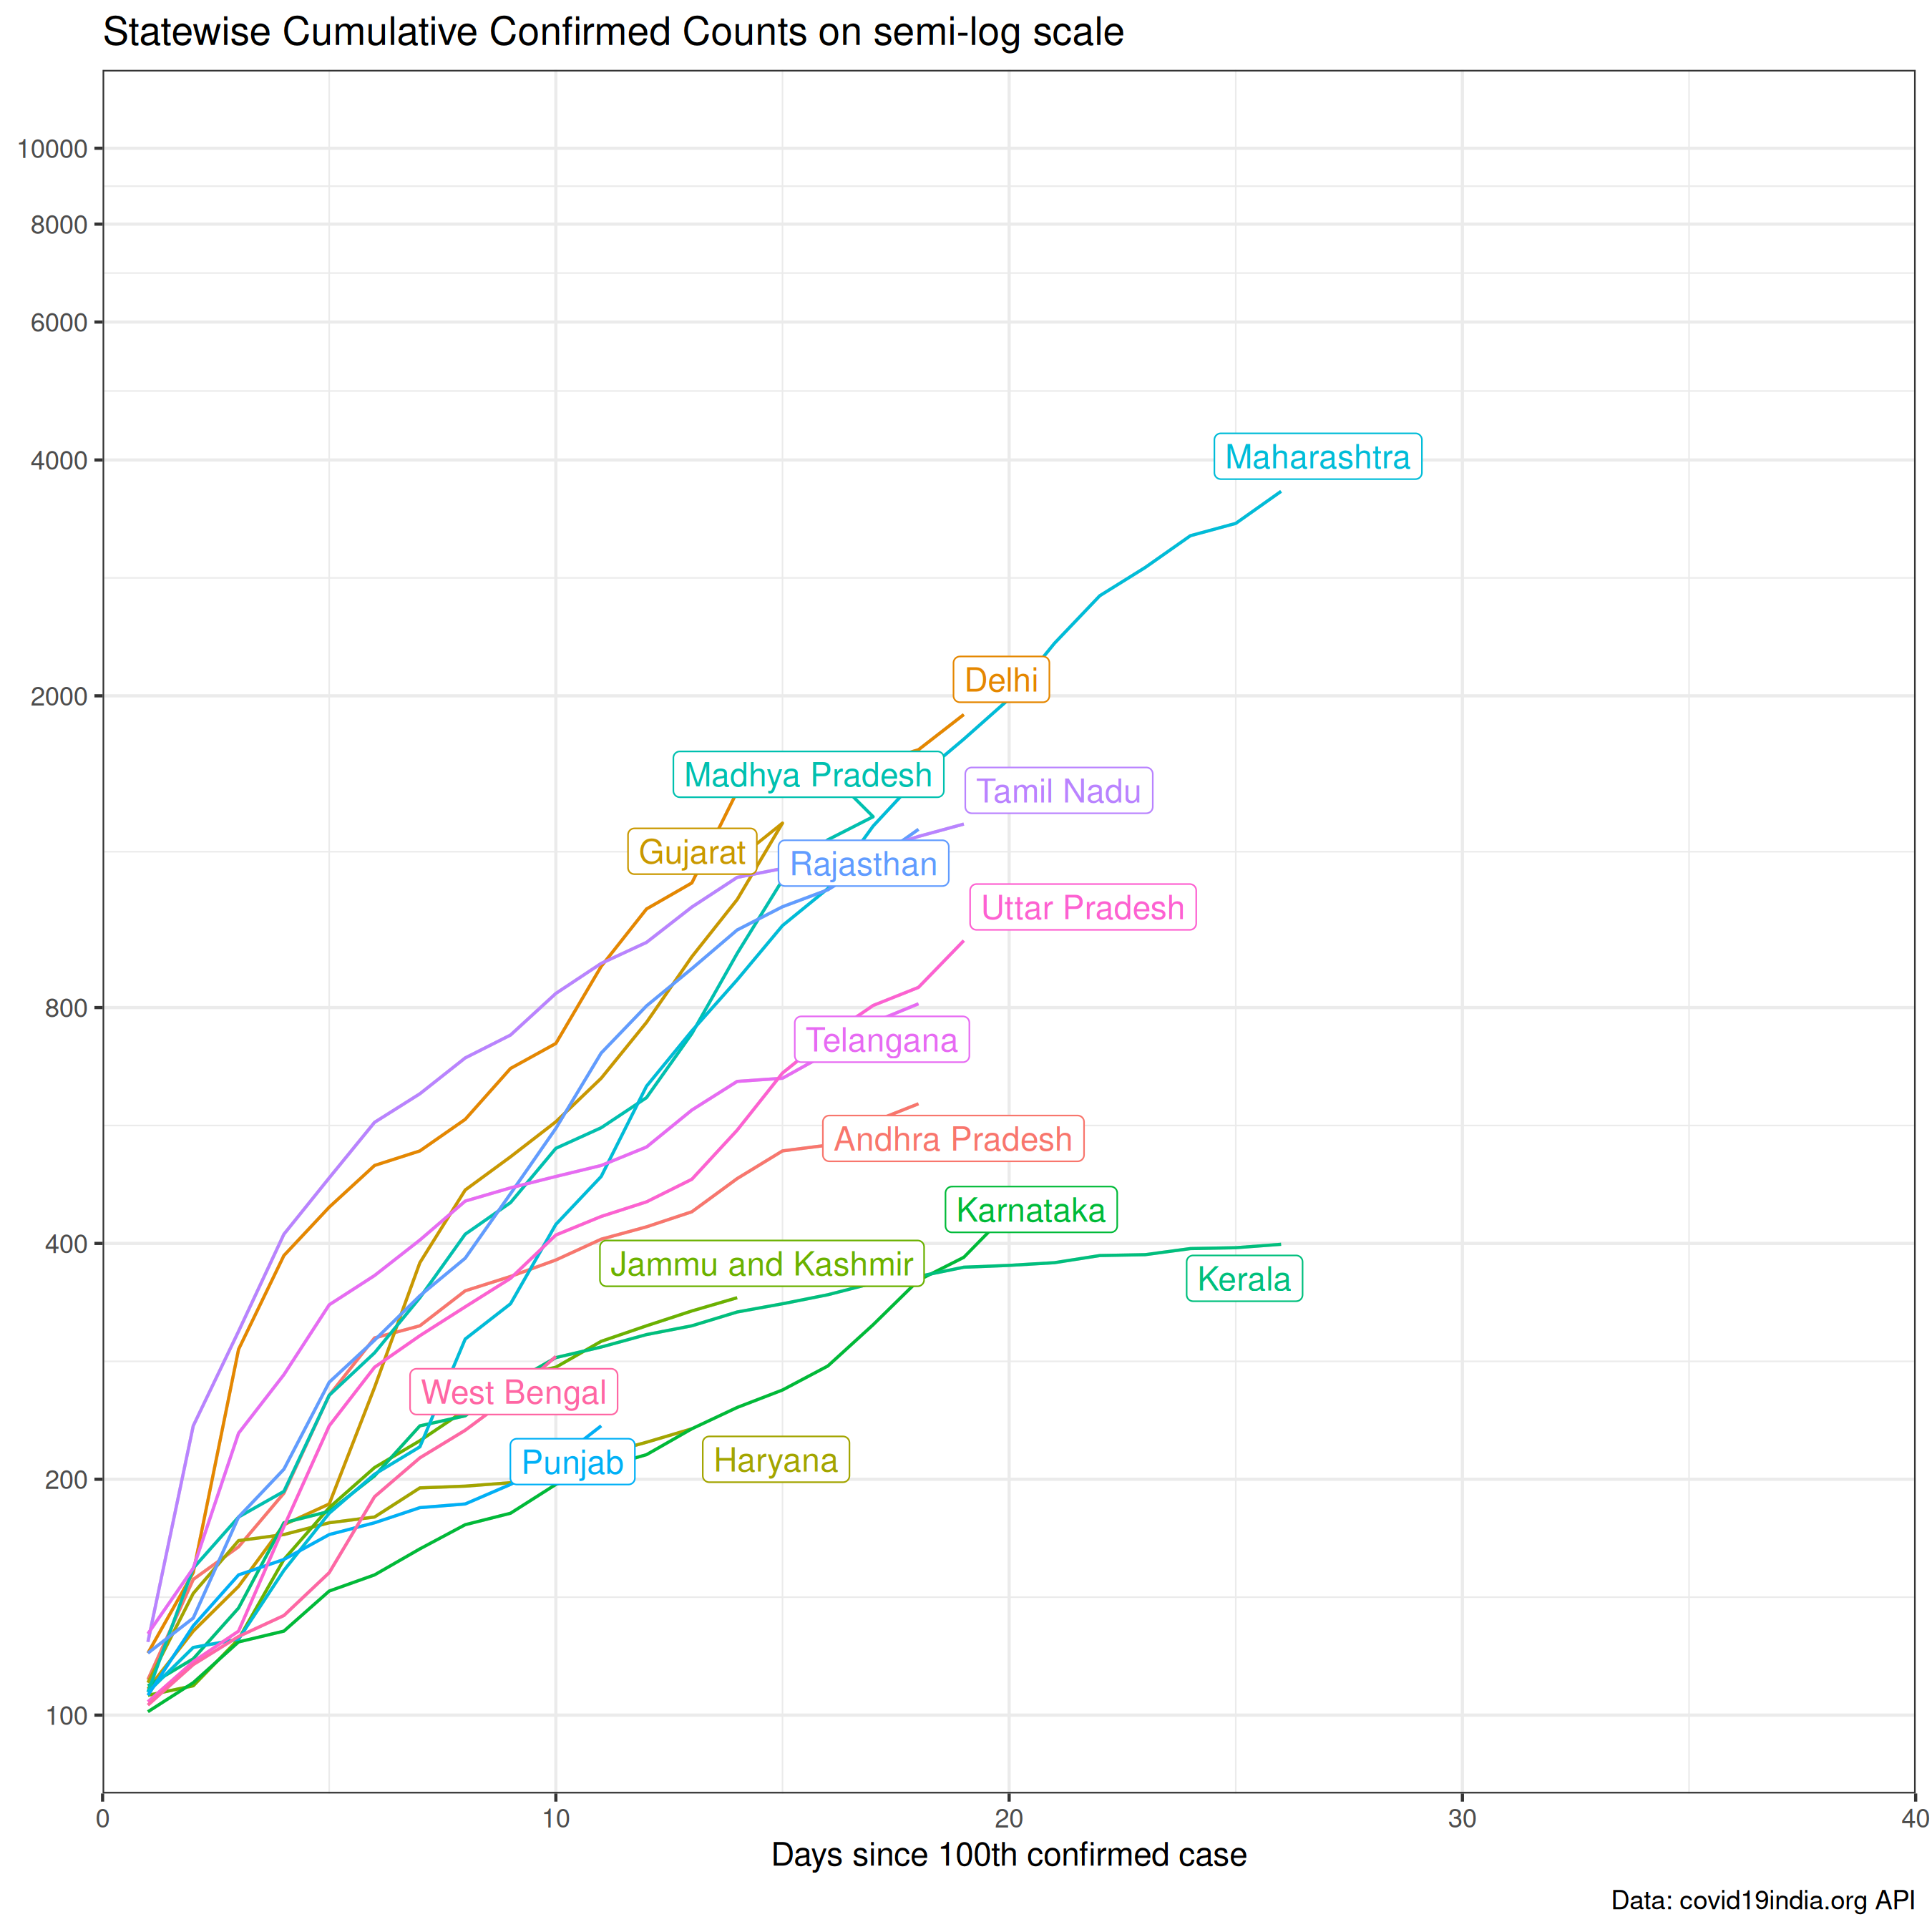 Statewise Cumulative Confirmed Counts on semi-log scale
10000
8000
6000
4000
2000
800
400
200
100
Maharashtra
Delhi
Madhya Pradesh
Tamil Nadu
Gujarat
Rajasthan
Uttar Pradesh
Telangana
Andhra Pradesh
Karnataka
Jammu and Kashmir
Kerala
West Bengal
Punjab
Haryana
0 10 20 30 40
Days since 100th confirmed case
Data: covid19india.org API